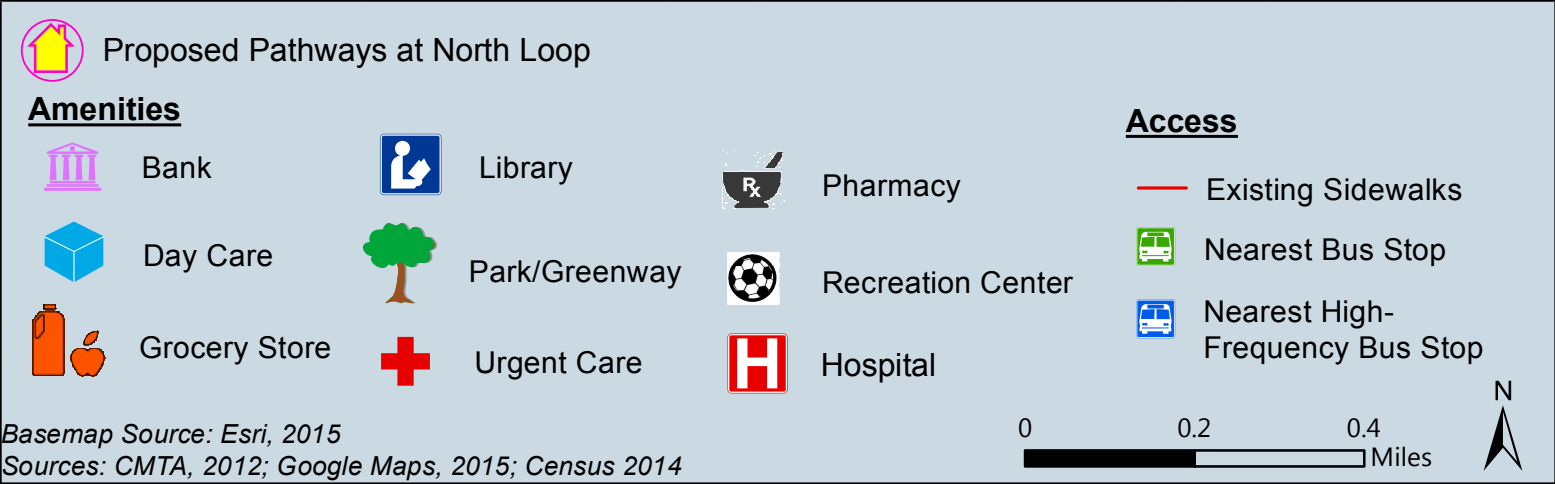 Proposed Pathways at North Loop
Amenities
Bank
Day Care
Grocery Store
Library
Park/Greenway
Urgent Care
Rx
Pharmacy
Recreation Center
H
Hospital
Access
Existing Sidewalks
Nearest Bus Stop
Nearest High-
Frequency Bus Stop
N
0 0.2 0.4
Miles
Basemap Source: Esri, 2015
Sources: CMTA, 2012; Google Maps, 2015; Census 2014